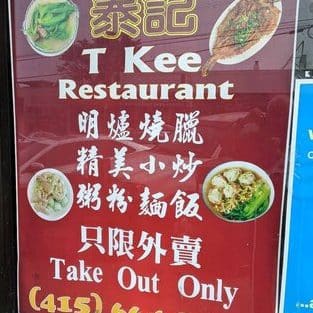 泰記
T Kee
Restaurant
明爐燒臘
精美小炒
粥粉麵飯
只限外賣
Take Out Only
(415)